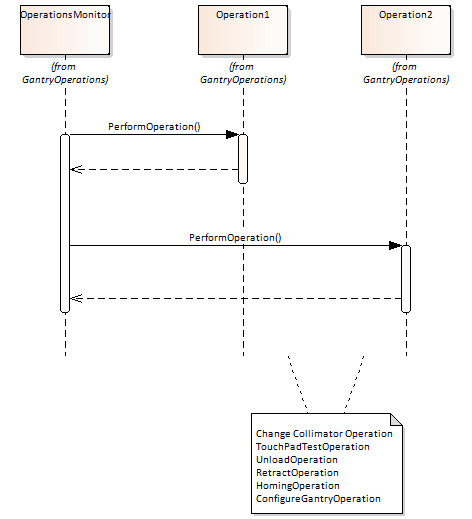 OperationsMonitor
Operation1
Operation2
(from
GantryOperations)
(from
GantryOperations)
(from
GantryOperations)
PerformOperation()
PerformOperation()
Change Collimator Operation
TouchPadTestOperation
UnloadOperation
RetractOperation
HomingOperation
ConfigureGantryOperation